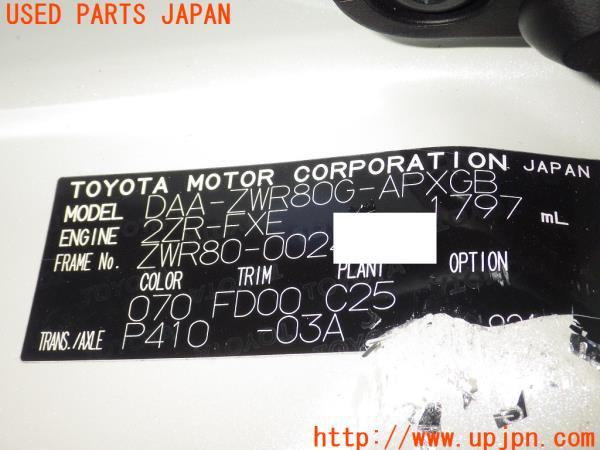 USED PARTS JAPAN
TOYOTA MOTOR CORPORATION JAPAN
MODEL DAA-ZWR80G-APXGB
ENGINE 2ZR-FXE 1797 mL
FRAME No. ZWR80-002
COLOR TRIM PLANT OPTION
070 FD00 C25
TRANS./AXLE P410 -03A
http://www.upjpn.com/